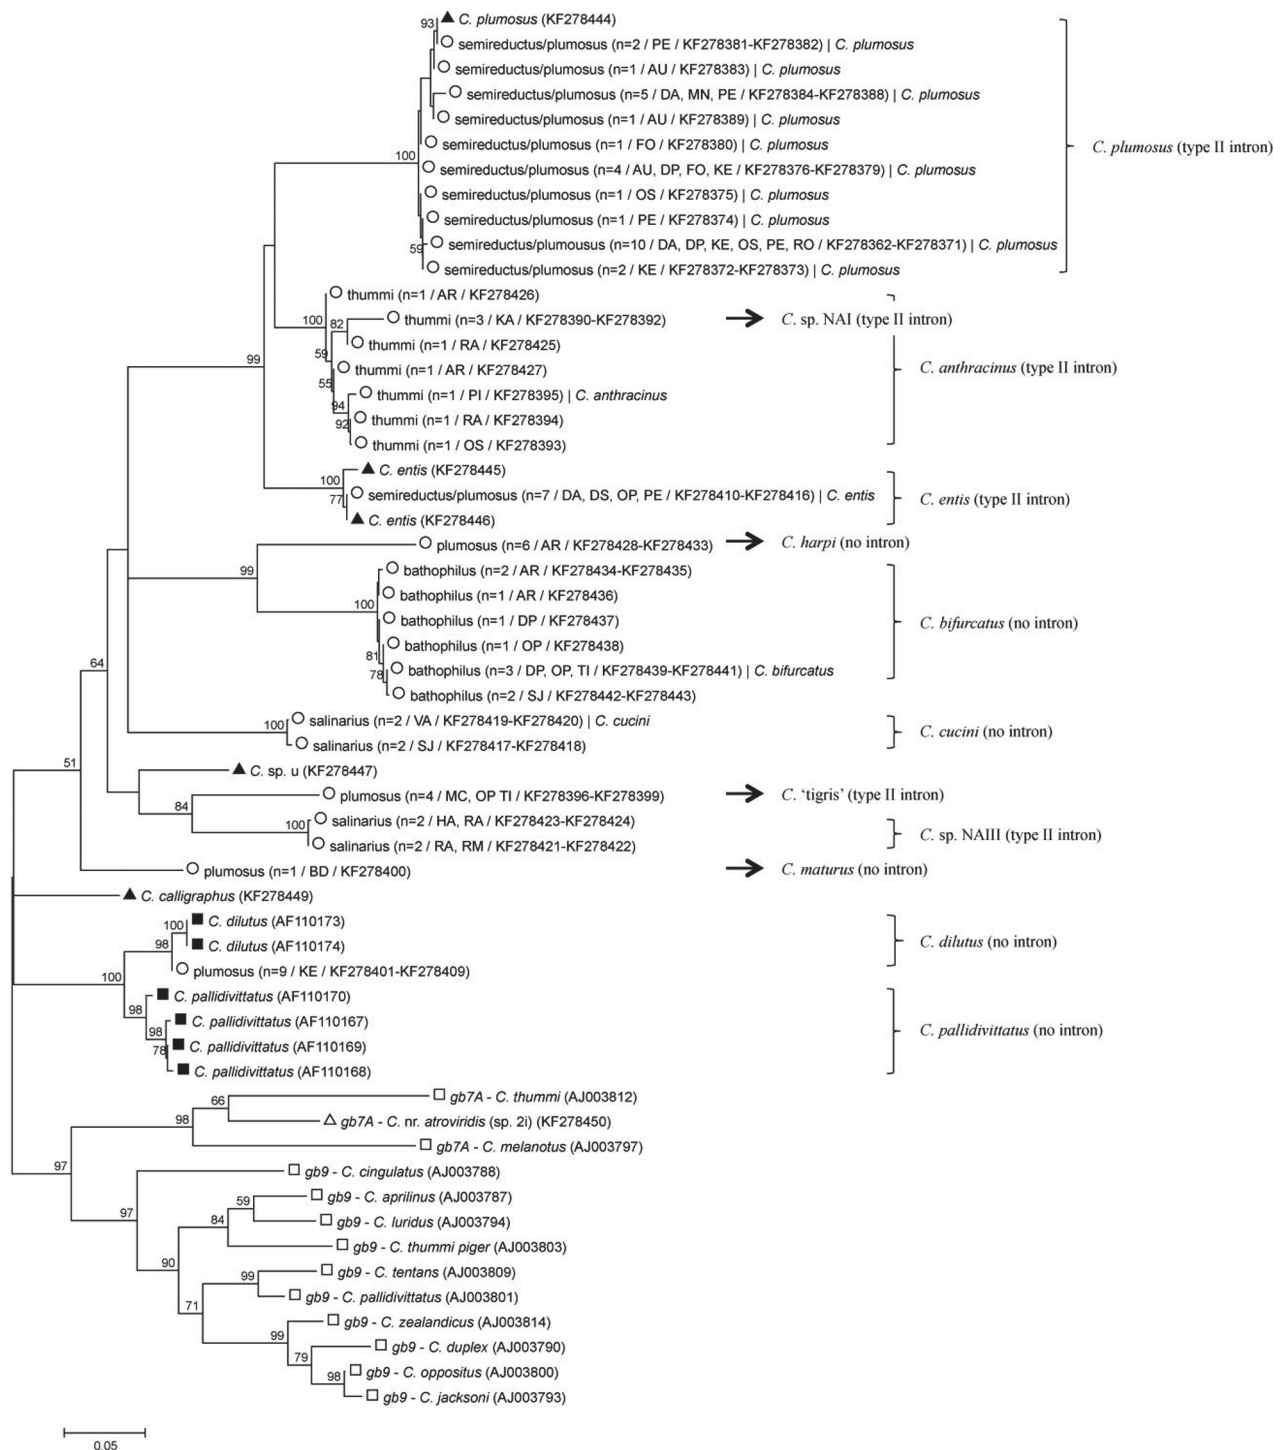 93
C. plumosus (KF278444)
semireductus/plumosus (n=2 / PE / KF278381-KF278382) | C. plumosus
semireductus/plumosus (n=1 / AU / KF278383) | C. plumosus
semireductus/plumosus (n=5 / DA, MN, PE / KF278384-KF278388) | C. plumosus
semireductus/plumosus (n=1 / AU / KF278389) | C. plumosus
semireductus/plumosus (n=1 / FO / KF278380) | C. plumosus
C. plumosus (type II intron)
100
semireductus/plumosus (n=4 / AU, DP, FO, KE / KF278376-KF278379) | C. plumosus
semireductus/plumosus (n=1 / OS / KF278375) | C. plumosus
semireductus/plumosus (n=1 / PE / KF278374) | C. plumosus
59
semireductus/plumousus (n=10 / DA, DP, KE, OS, PE, RO / KF278362-KF278371) | C. plumosus
semireductus/plumosus (n=2 / KE / KF278372-KF278373) | C. plumosus
thummi (n=1 / AR / KF278426)
100
82
thummi (n=3 / KA / KF278390-KF278392)
C. sp. NAI (type II intron)
thummi (n=1 / RA / KF278425)
59
99
thummi (n=1 / AR / KF278427)
C. anthracinus (type II intron)
55
thummi (n=1 / PI / KF278395) | C. anthracinus
94
thummi (n=1 / RA / KF278394)
92
thummi (n=1 / OS / KF278393)
C. entis (KF278445)
100
semireductus/plumosus (n=7 / DA, DS, OP, PE / KF278410-KF278416) | C. entis
C. entis (type II intron)
77
C. entis (KF278446)
plumosus (n=6 / AR / KF278428-KF278433)
C. harpi (no intron)
99
bathophilus (n=2 / AR / KF278434-KF278435)
bathophilus (n=1 / AR / KF278436)
100
bathophilus (n=1 / DP / KF278437)
C. bifurcatus (no intron)
bathophilus (n=1 / OP / KF278438)
81
bathophilus (n=3 / DP, OP, TI / KF278439-KF278441) | C. bifurcatus
78
bathophilus (n=2 / SJ / KF278442-KF278443)
64
salinarius (n=2 / VA / KF278419-KF278420) | C. cucini
100
C. cucini (no intron)
salinarius (n=2 / SJ / KF278417-KF278418)
51
C. sp. u (KF278447)
plumosus (n=4 / MC, OP TI / KF278396-KF278399)
C. ‘tigris’ (type II intron)
84
salinarius (n=2 / HA, RA / KF278423-KF278424)
100
C. sp. NAIII (type II intron)
salinarius (n=2 / RA, RM / KF278421-KF278422)
plumosus (n=1 / BD / KF278400)
C. maturus (no intron)
C. calligraphus (KF278449)
C. dilutus (AF110173)
100
98
C. dilutus (AF110174)
C. dilutus (no intron)
plumosus (n=9 / KE / KF278401-KF278409)
100
C. pallidivittatus (AF110170)
98
C. pallidivittatus (AF110167)
98
C. pallidivittatus (no intron)
C. pallidivittatus (AF110169)
78
C. pallidivittatus (AF110168)
gb7A - C. thummi (AJ003812)
66
98
gb7A - C. nr. atroviridis (sp. 2i) (KF278450)
gb7A - C. melanotus (AJ003797)
97
gb9 - C. cingulatus (AJ003788)
gb9 - C. aprilinus (AJ003787)
59
97
84
gb9 - C. luridus (AJ003794)
gb9 - C. thummi piger (AJ003803)
90
gb9 - C. tentans (AJ003809)
99
gb9 - C. pallidivittatus (AJ003801)
71
gb9 - C. zealandicus (AJ003814)
99
gb9 - C. duplex (AJ003790)
79
gb9 - C. oppositus (AJ003800)
98
gb9 - C. jacksoni (AJ003793)
0.05